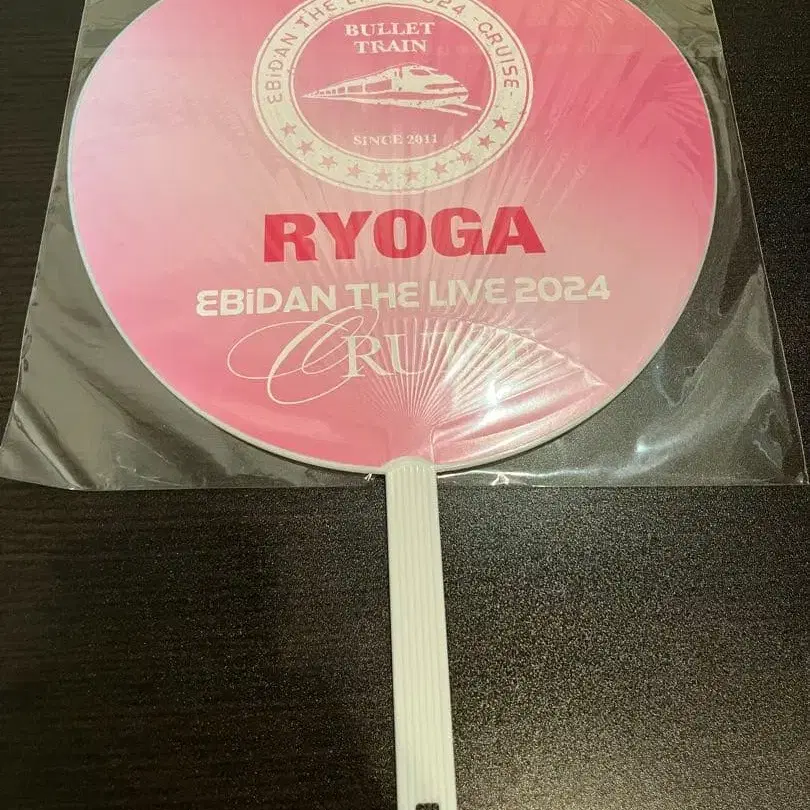 EBiDAN THE LIVE 2024 -CRUISE-
BULLET
TRAIN
SINCE 2011
RYOGA
EBiDAN THE LIVE 2024
CRUISE